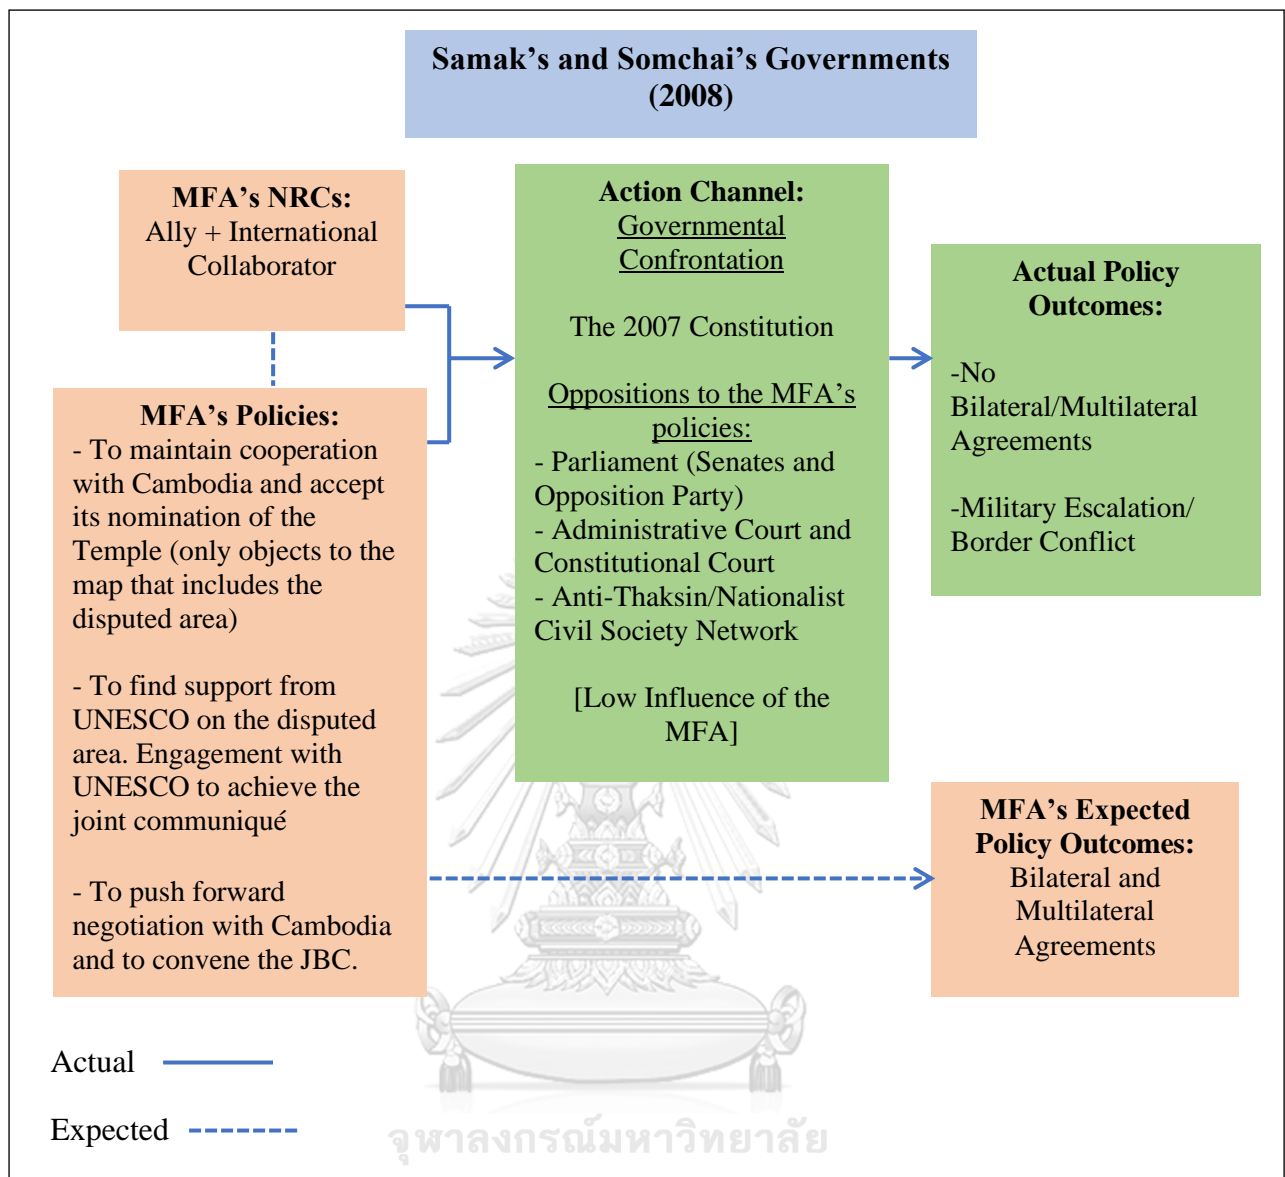 Samak’s and Somchai’s Governments
(2008)
MFA’s NRCs:
Ally + International
Collaborator
MFA’s Policies:
- To maintain cooperation
with Cambodia and accept
its nomination of the
Temple (only objects to the
map that includes the
disputed area)
- To find support from
UNESCO on the disputed
area. Engagement with
UNESCO to achieve the
joint communiqué
- To push forward
negotiation with Cambodia
and to convene the JBC.
Action Channel:
Governmental
Confrontation
The 2007 Constitution
Oppositions to the MFA’s
policies:
- Parliament (Senates and
Opposition Party)
- Administrative Court and
Constitutional Court
- Anti-Thaksin/Nationalist
Civil Society Network
[Low Influence of the
MFA]
Actual Policy
Outcomes:
-No
Bilateral/Multilateral
Agreements
-Military Escalation/
Border Conflict
MFA’s Expected
Policy Outcomes:
Bilateral and
Multilateral
Agreements
Actual
Expected
จุฬาลงกรณ์มหาวิทยาลัย